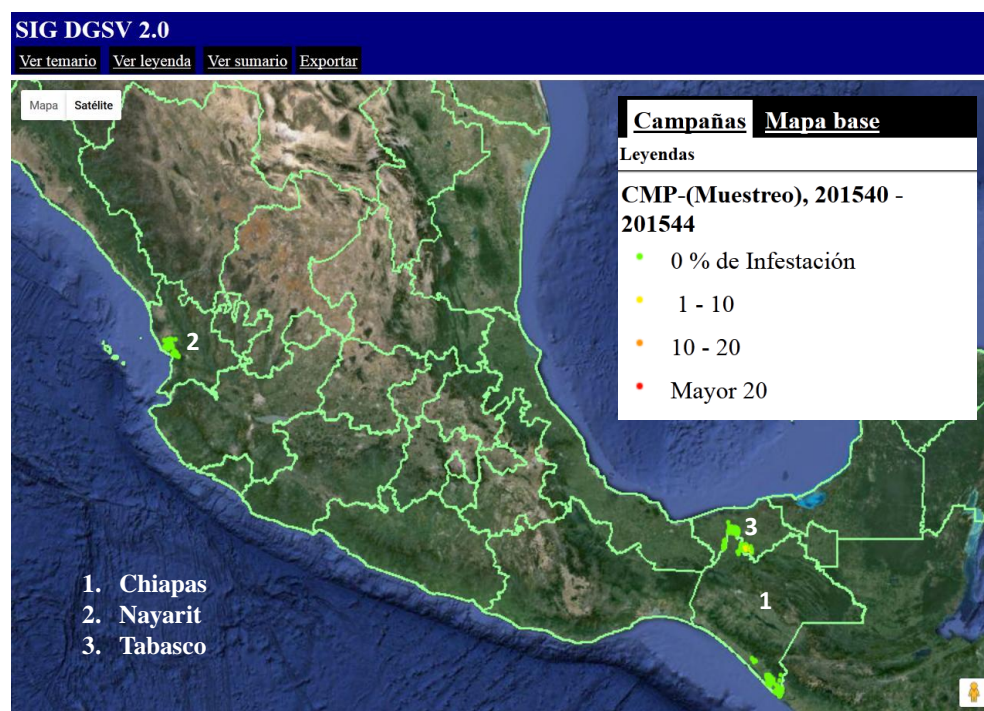 SIG DGSV 2.0
Ver temario Ver leyenda Ver sumario Exportar
Mapa Satélite
Campañas Mapa base
Leyendas
CMP-(Muestreo), 201540 -
201544
0 % de Infestación
1 - 10
10 - 20
Mayor 20
2
3
1
1. Chiapas
2. Nayarit
3. Tabasco